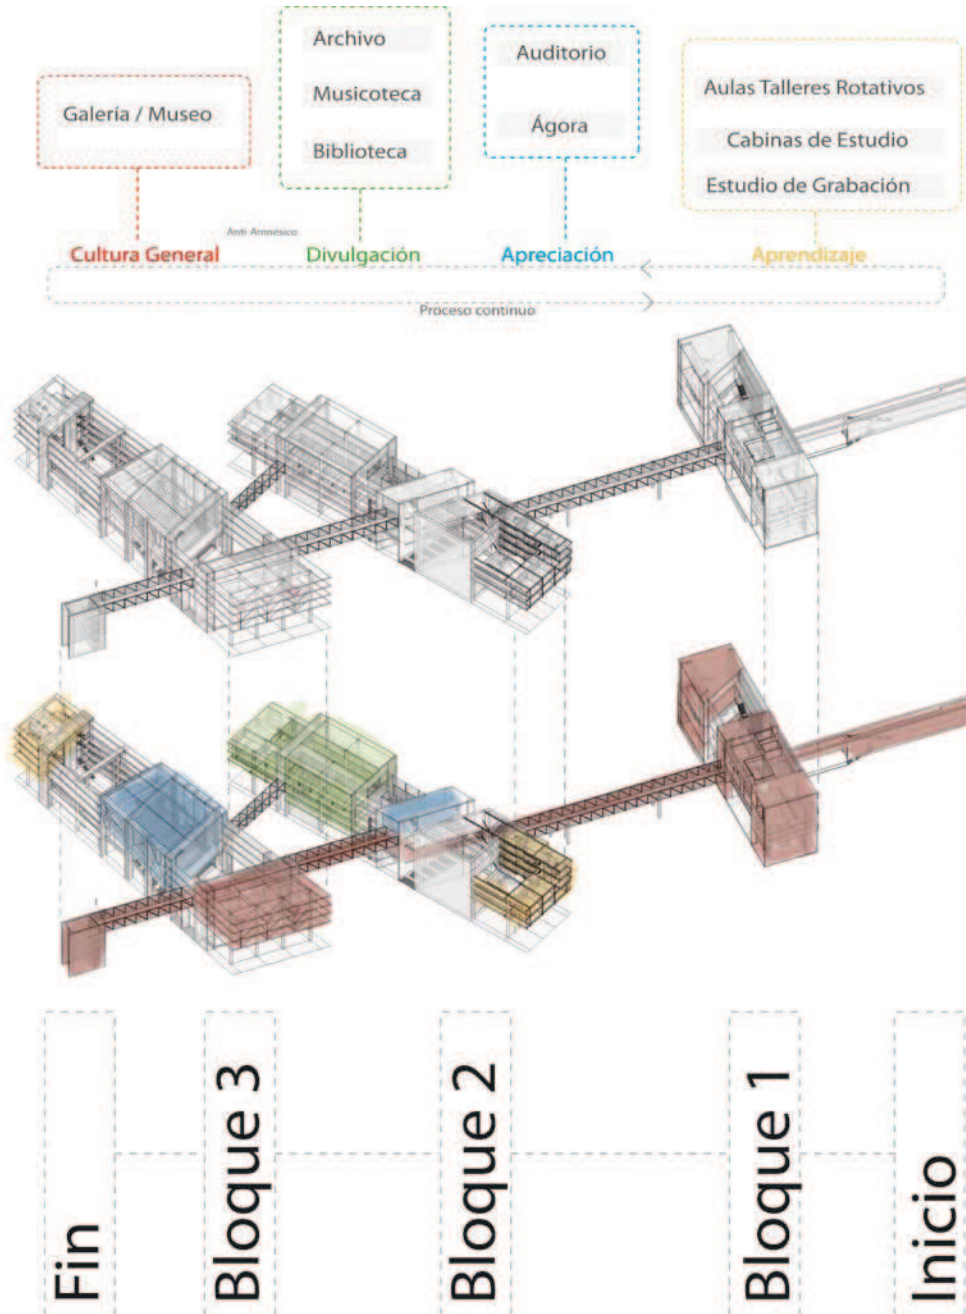 Galería / Museo
Archivo
Musicoteca
Biblioteca
Auditorio
Ágora
Aulas Talleres Rotativos
Cabinas de Estudio
Estudio de Grabación
Anti-Amnésico
Cultura General
Divulgación
Apreciación
Aprendizaje
Proceso continuo
Fin
Bloque 3
Bloque 2
Bloque 1
Inicio